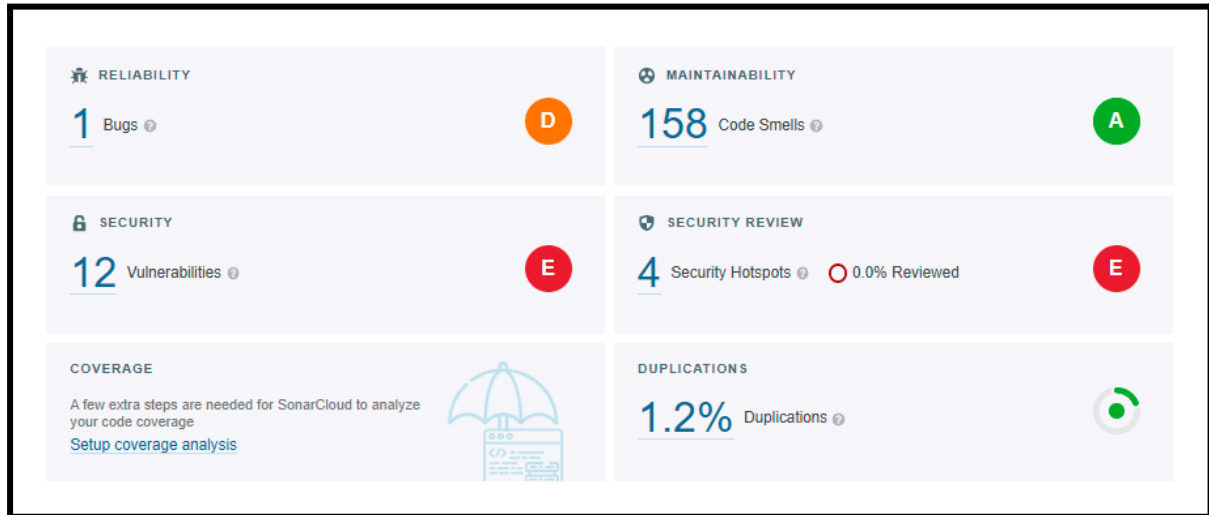 RELIABILITY
1 Bugs ?
D
MAINTAINABILITY
158 Code Smells ?
A
SECURITY
12 Vulnerabilities ?
E
SECURITY REVIEW
4 Security Hotspots ? 0.0% Reviewed
E
COVERAGE
A few extra steps are needed for SonarCloud to analyze
your code coverage
Setup coverage analysis
</>
DUPLICATIONS
1.2% Duplications ?